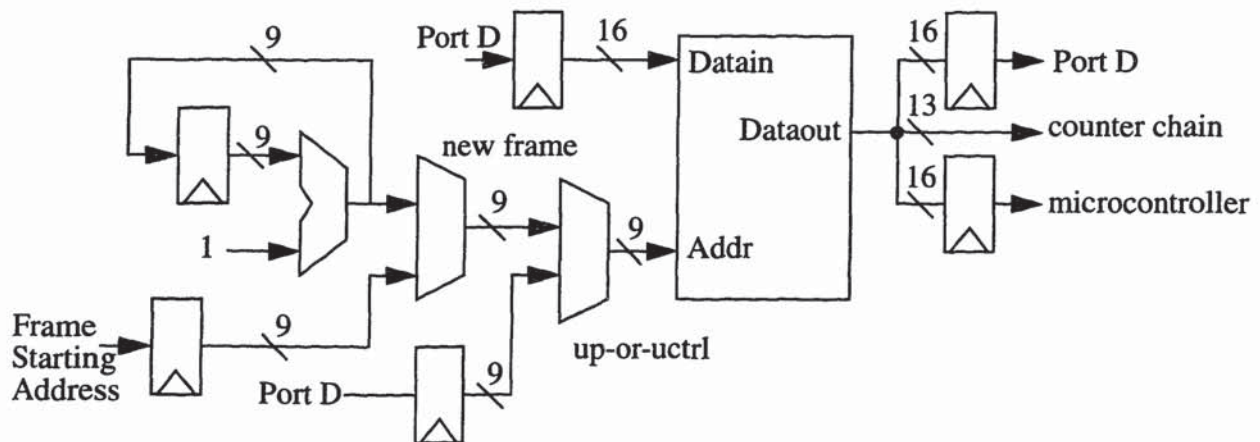 9
Port D
16
Datain
16
Port D
9
Dataout
13
counter chain
new frame
16
microcontroller
9
9
1
Addr
Frame
Starting
Address
9
up-or-uctrl
Port D
9